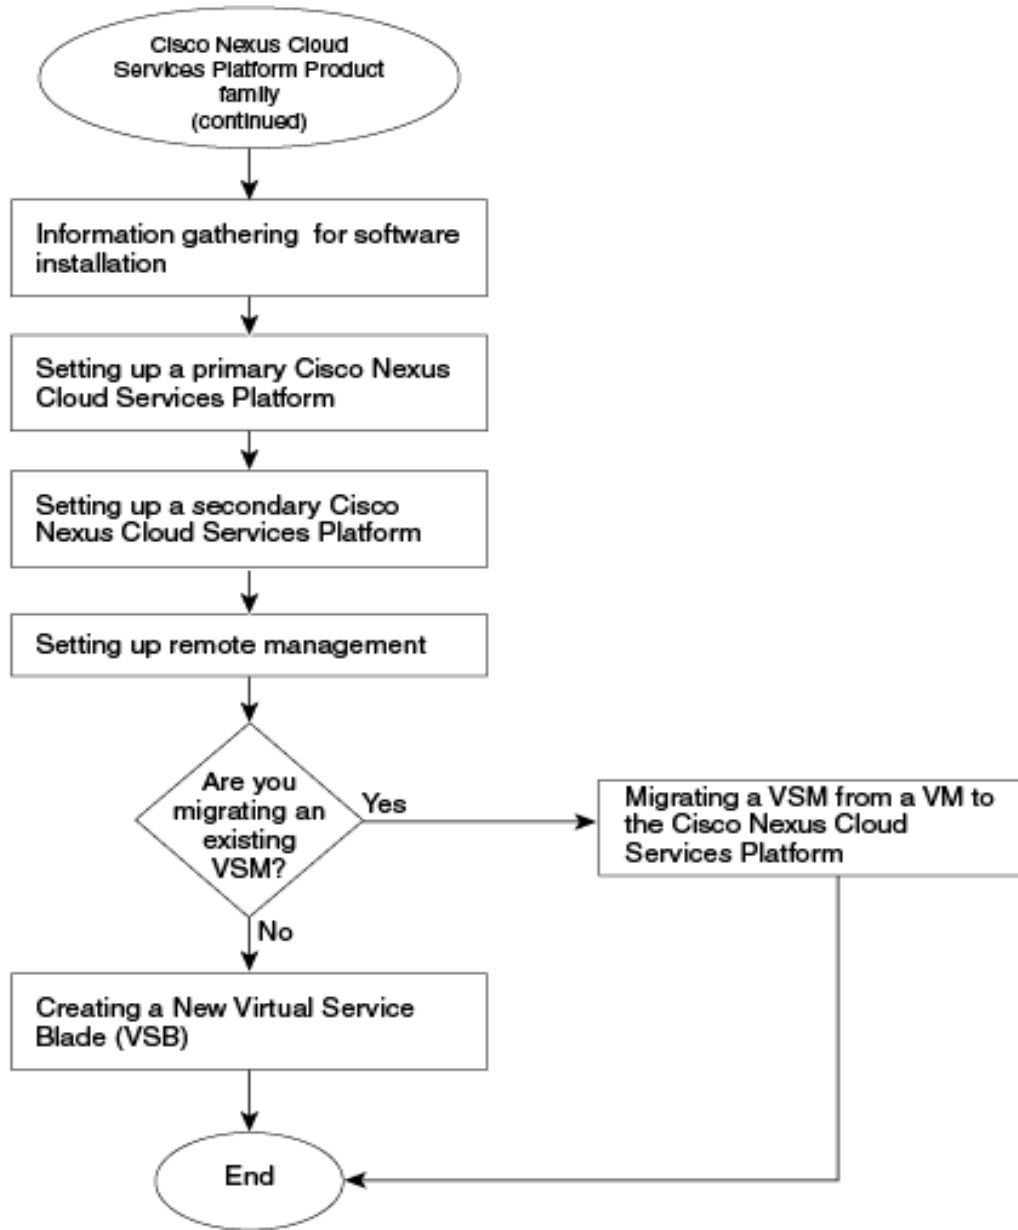 Cisco Nexus Cloud
Services Platform Product
family
(continued)
Information gathering for software
installation
Setting up a primary Cisco Nexus
Cloud Services Platform
Setting up a secondary Cisco
Nexus Cloud Services Platform
Setting up remote management
Are you
migrating an
existing
VSM?
Yes
Migrating a VSM from a VM to
the Cisco Nexus Cloud
Services Platform
No
Creating a New Virtual Service
Blade (VSB)
End